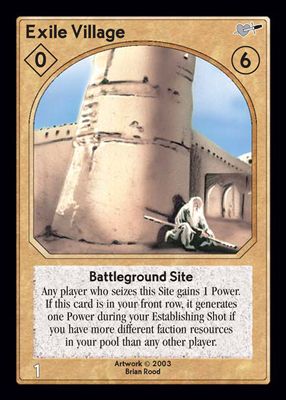 Exile Village
0
6
Battleground Site
Any player who seizes this Site gains 1 Power.
If this card is in your front row, it generates
one Power during your Establishing Shot if
you have more different faction resources
in your pool than any other player.
1
Artwork © 2003
Brian Rood